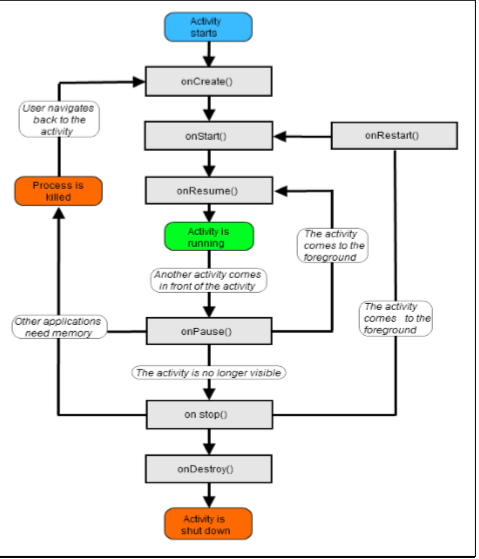 Activity
starts
onCreate()
User navigates
back to the
activity
onStart()
onRestart()
Process is
killed
onResume()
Activity is
running
The activity
comes to the
foreground
Another activity comes
in front of the activity
Other applications
need memory
onPause()
The activity
comes to the
foreground
The activity is no longer visible
on stop()
onDestroy()
Activity is
shut down